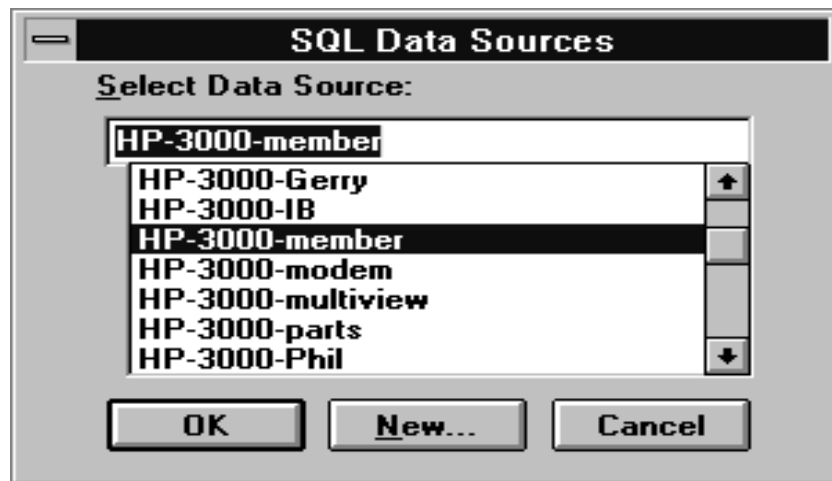 SQL Data Sources
Select Data Source:
HP-3000-member
HP-3000-Gerry
HP-3000-IB
HP-3000-member
HP-3000-modem
HP-3000-multiview
HP-3000-parts
HP-3000-Phil
OK New... Cancel